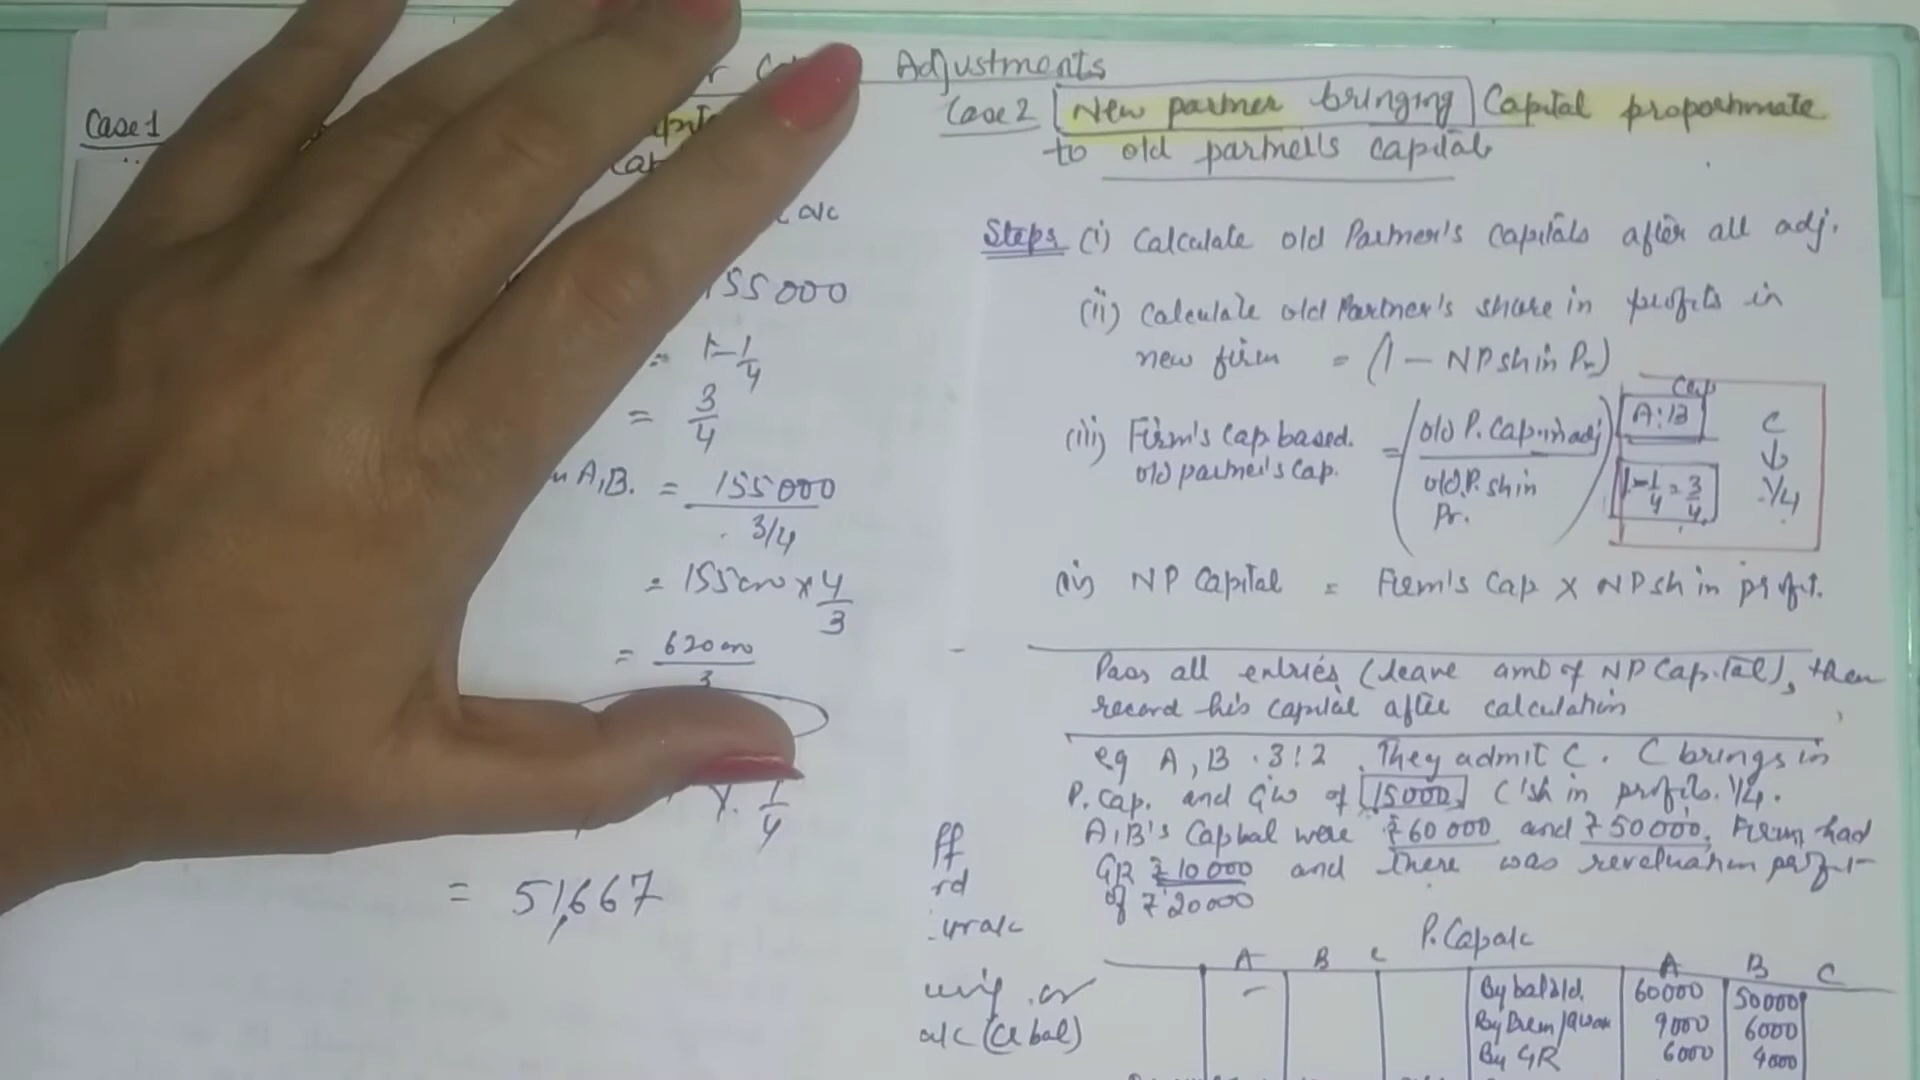 Adjustments
Case 1
Case 2 New partner bringing Capital proportionate
to old partner's capital
a/c
155000
= 1-1/4
= 3/4
A,B. = 155000
3/4
= 155000 × 4/3
= 620000
3
× 1/4
= 51,667
Steps (i) Calculate old Partner's Capitals after all adj.
(ii) Calculate old Partner's share in profits in
new firm = (1 - NP sh in Pr)
(iii) Firm's Cap based = (old P. Cap. in adj
old partner's cap.
old P. sh in
Pr.)
Cap
A:B
1-1/4 = 3/4
C
↓
1/4
(iv) NP Capital = Firm's Cap × NP sh in profit.
Pass all entries (leave amt of NP Capital), then
record his capital after calculation
eg A, B . 3:2 . They admit C. C brings in
P. Cap. and GW of 15000. C' sh in profits. 1/4.
A,B's Capital were ₹60000 and ₹50000. Firm had
GR ₹10000 and there was revaluation profit
of ₹20000
a/c (Cl bal)
P. Cap a/c
A B C A B C
By bal b/d. 60000 50000
By Prem/ 9000 6000
By GR 6000 4000